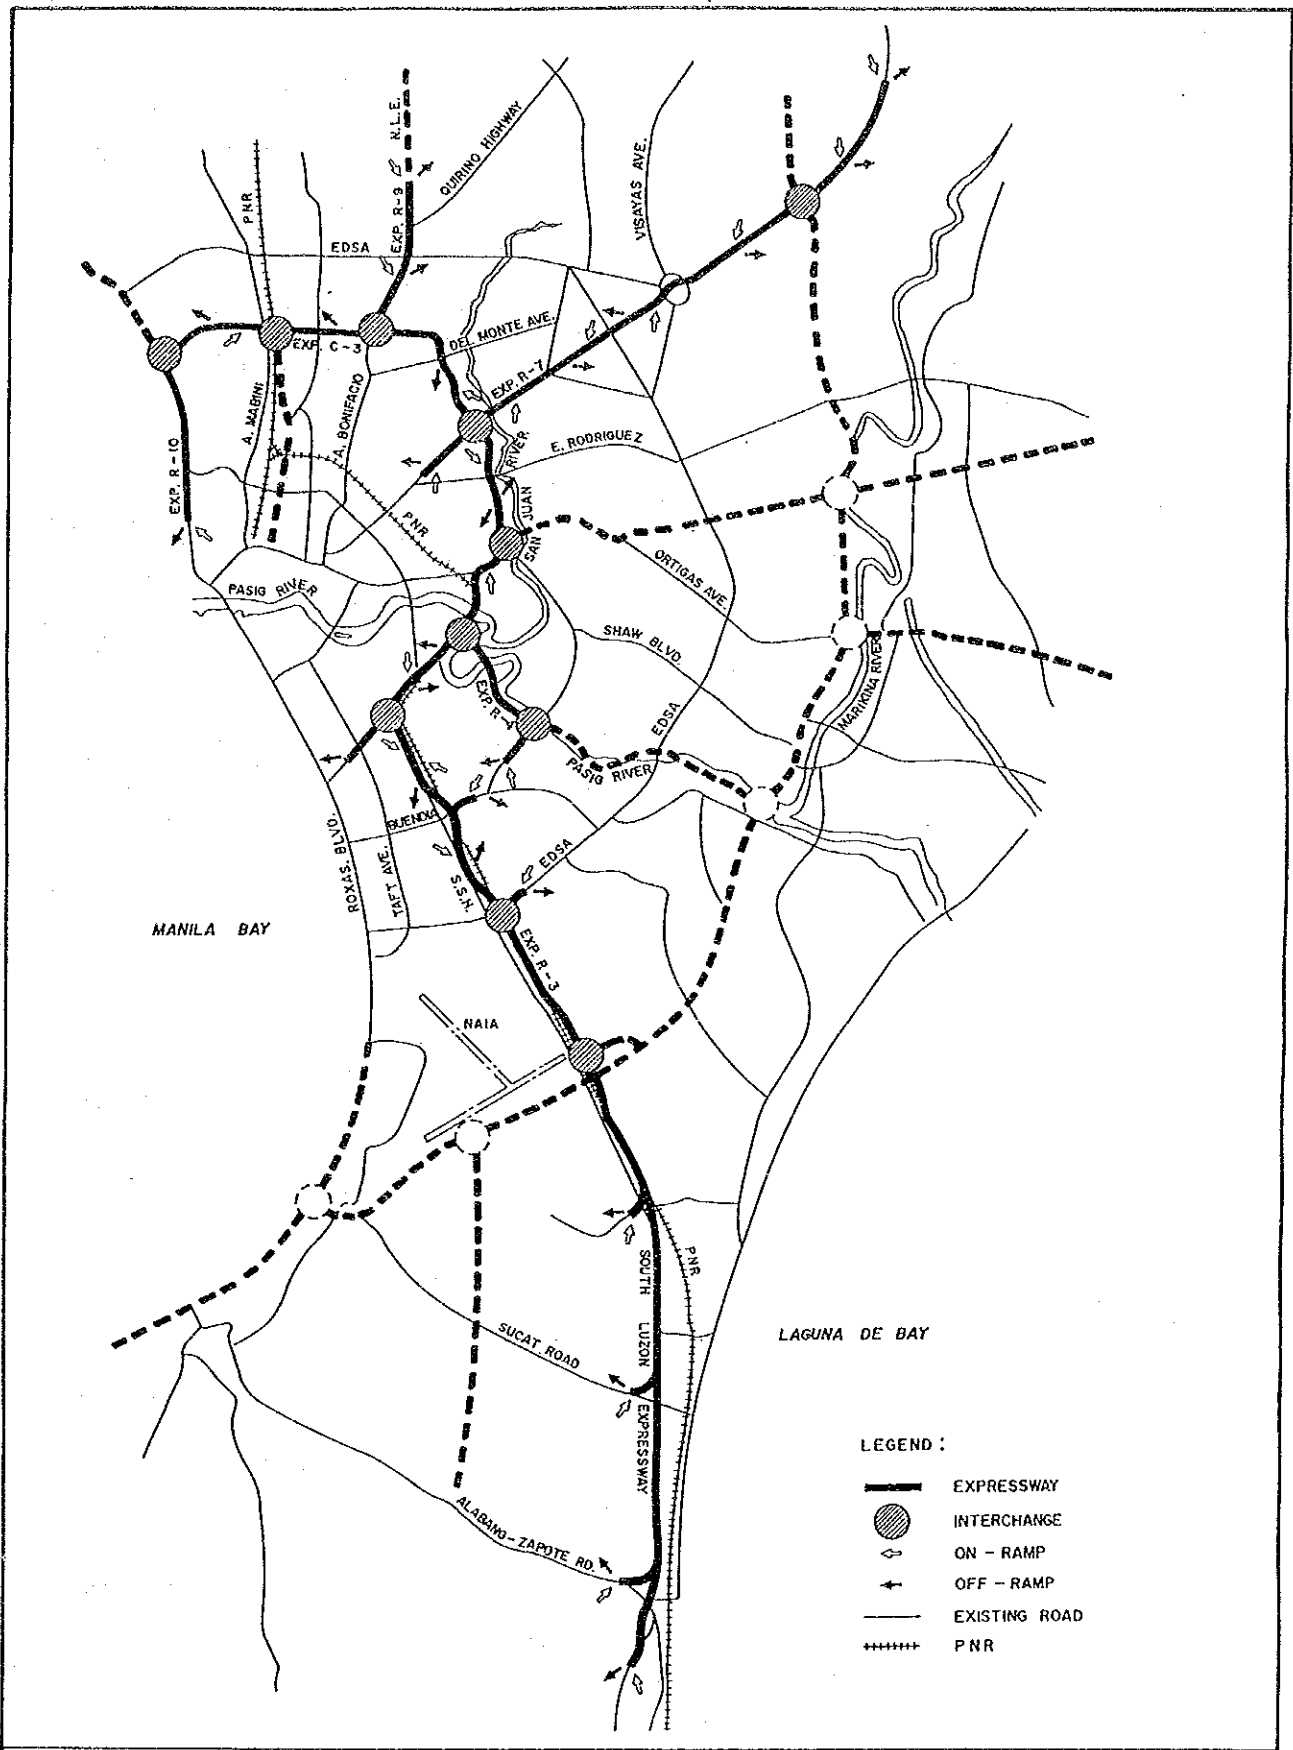 N.L.E.
EXP. R-9
QUIRINO HIGHWAY
VISAYAS AVE.
PNR
EDSA
EXP. C-3
DEL MONTE AVE.
EXP. R-7
A. MABINI
A. BONIFACIO
E. RODRIGUEZ
EXP. R-10
PNR
SAN JUAN RIVER
ORTIGAS AVE.
PASIG RIVER
SHAW BLVD.
MARIKINA RIVER
EXP. R-4
EDSA
PASIG RIVER
BUENDIA
ROXAS. BLVD.
TAFT AVE.
S.S.H.
EDSA
MANILA BAY
EXP. R-3
NAIA
PNR
SOUTH LUZON EXPRESSWAY
SUCAT ROAD
LAGUNA DE BAY
ALABANG-ZAPOTE RD.
LEGEND :
EXPRESSWAY
INTERCHANGE
ON - RAMP
OFF - RAMP
EXISTING ROAD
PNR